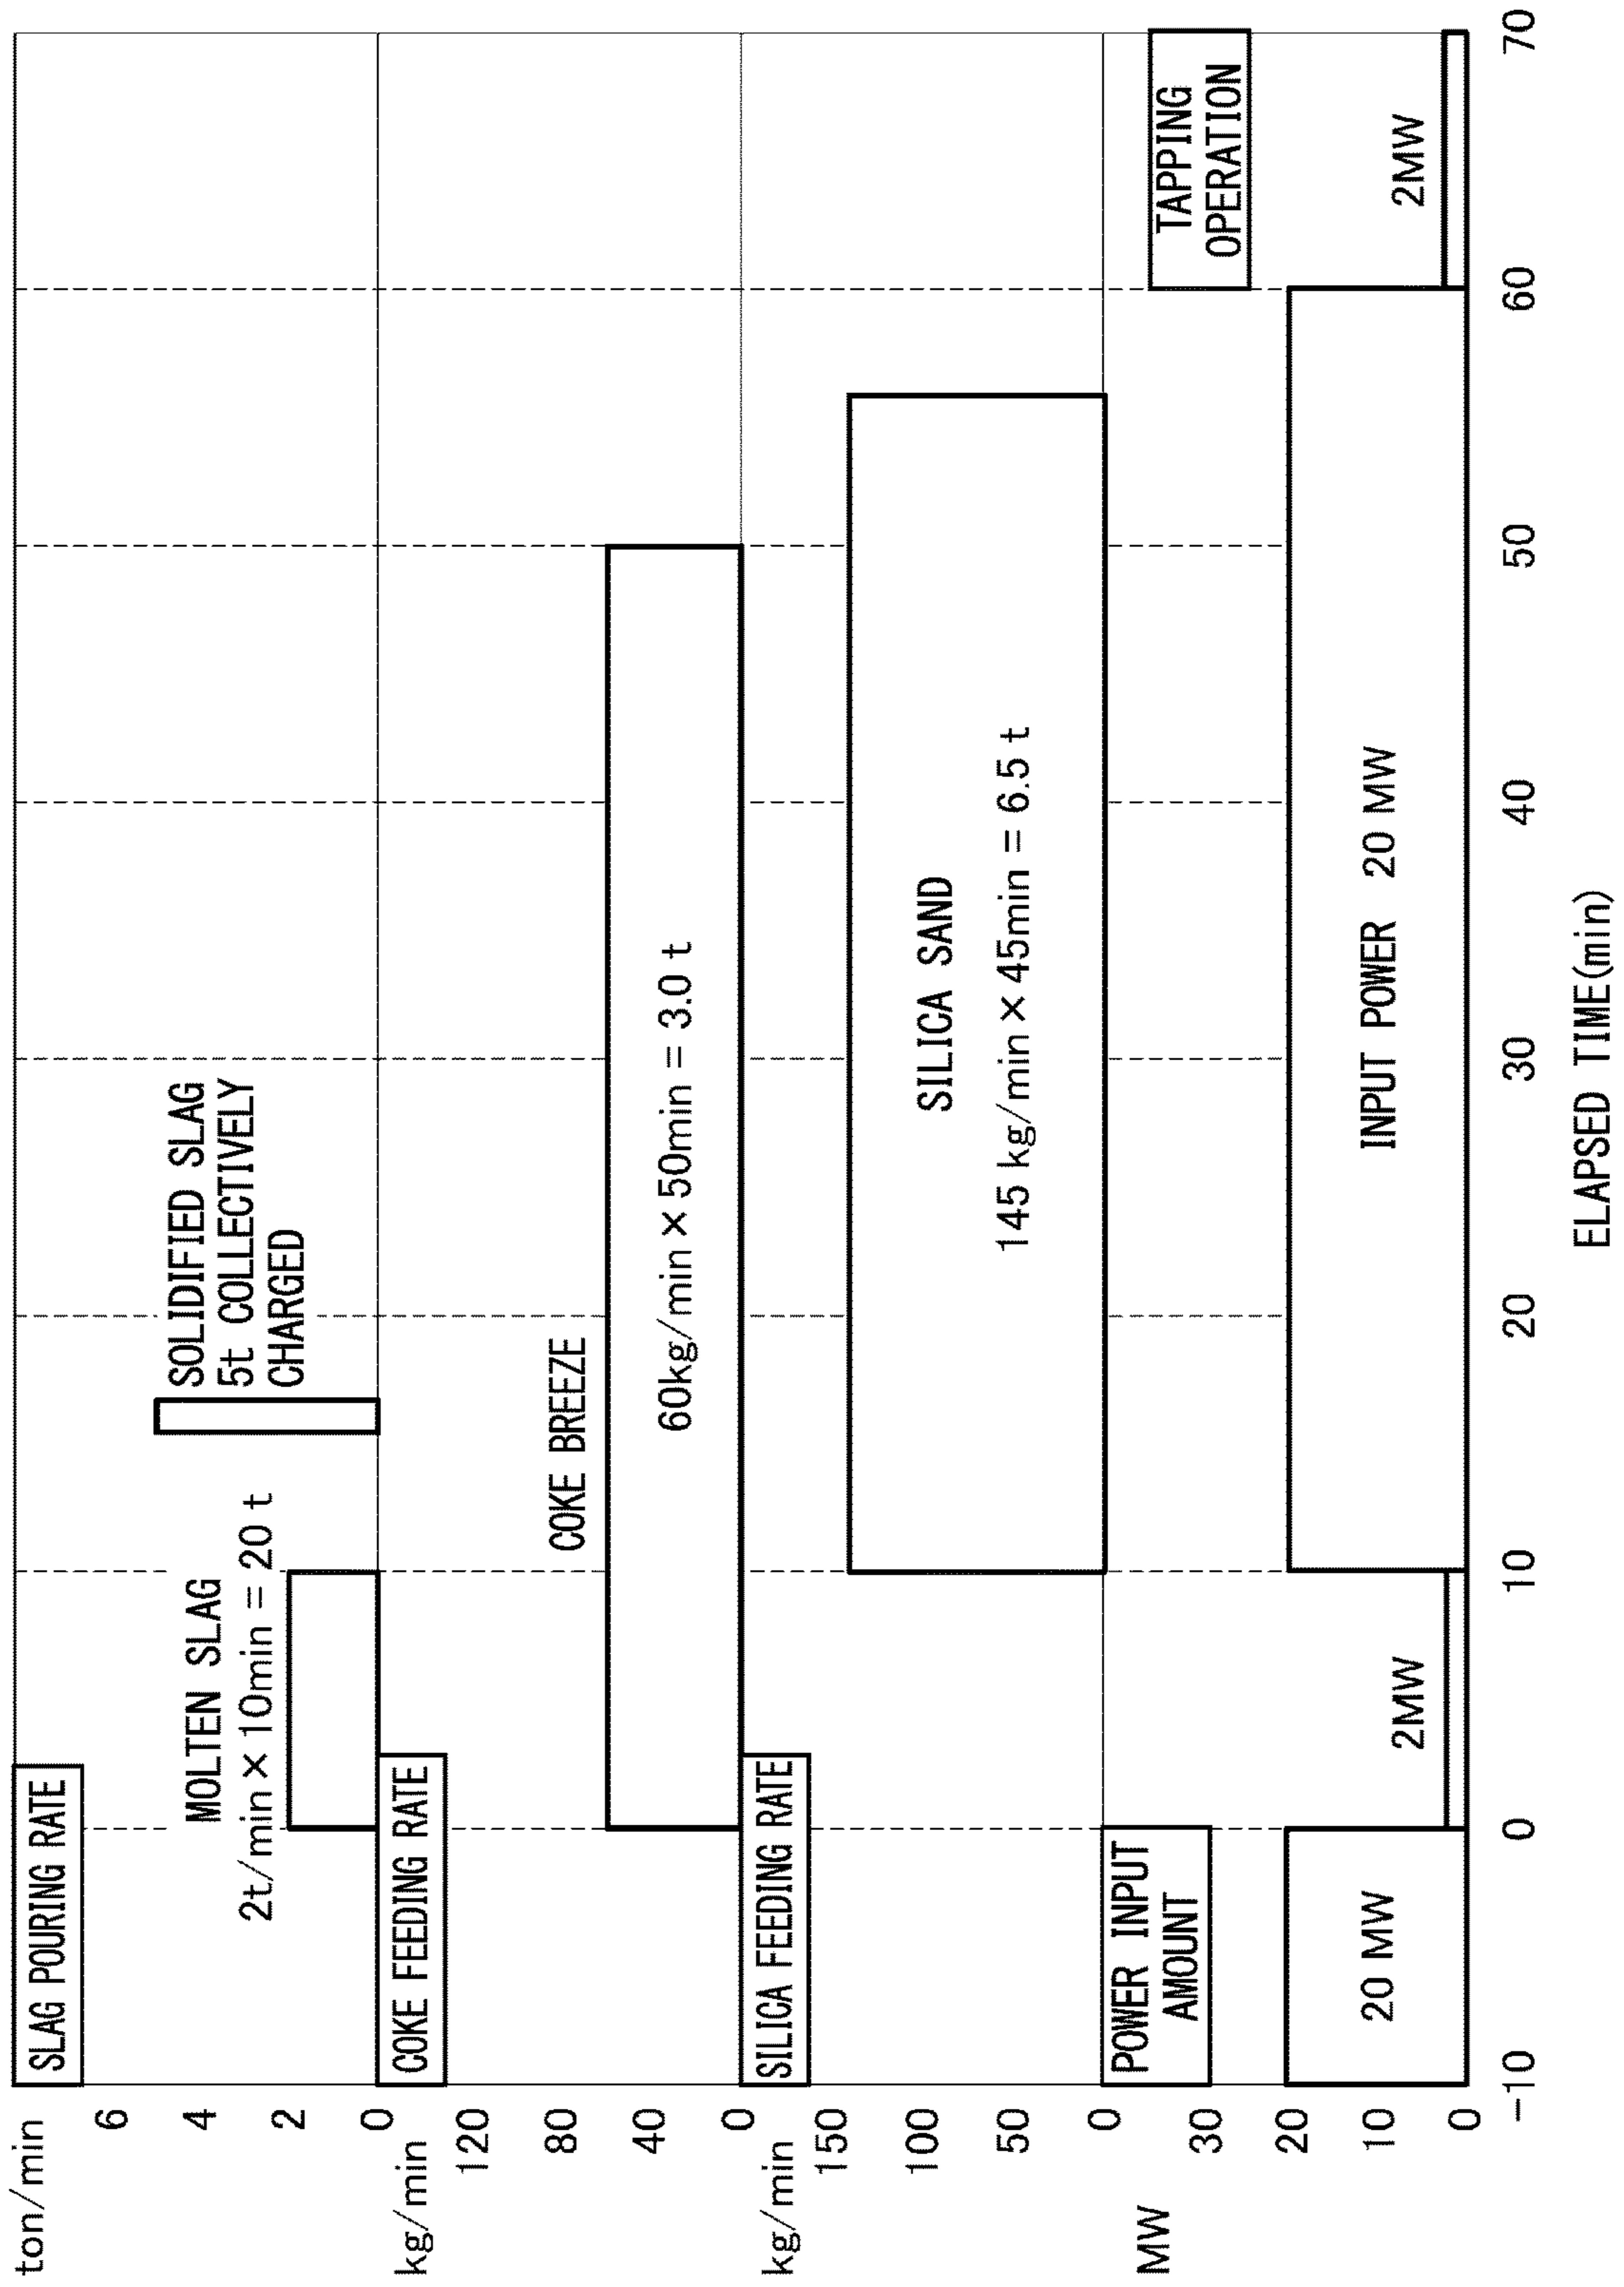 ton/min
SLAG POURING RATE
6
4
2
0
MOLTEN SLAG
2t/min × 10min = 20 t
SOLIDIFIED SLAG
5t COLLECTIVELY
CHARGED
kg/min
COKE FEEDING RATE
120
80
40
0
COKE BREEZE
60kg/min × 50min = 3.0 t
kg/min
SILICA FEEDING RATE
150
100
50
0
SILICA SAND
145 kg/min × 45min = 6.5 t
MW
POWER INPUT
AMOUNT
30
20
10
0
20 MW
2MW
INPUT POWER 20 MW
TAPPING
OPERATION
2MW
-10
0
10
20
30
40
50
60
70
ELAPSED TIME(min)